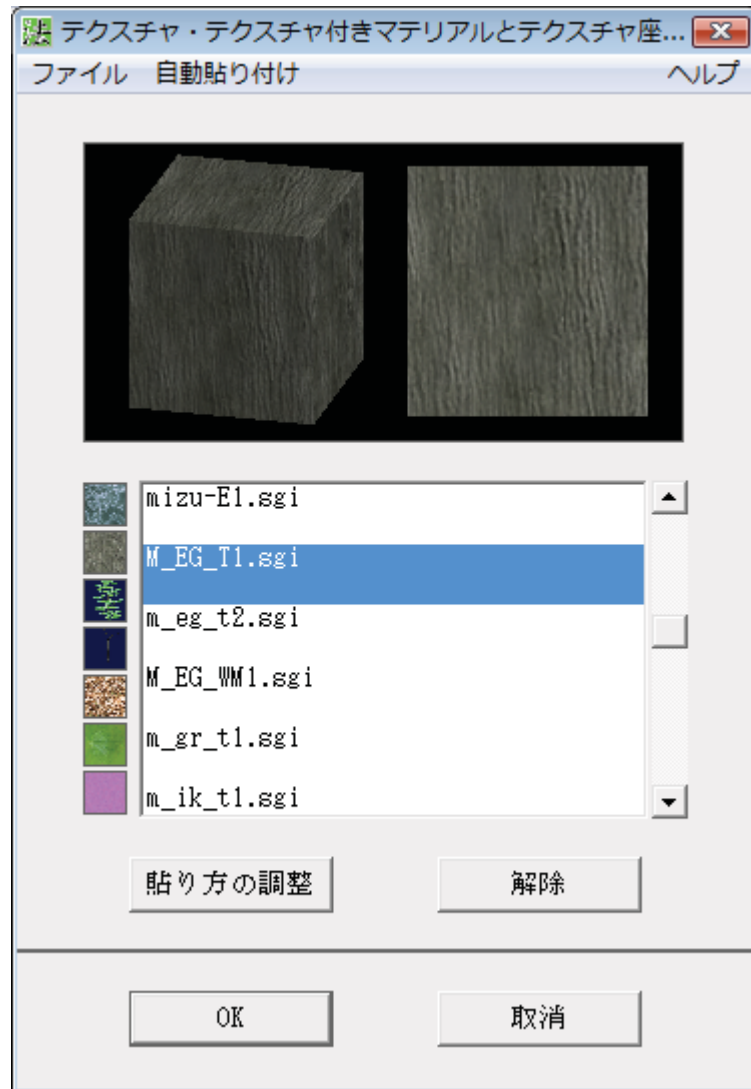 テクスチャ・テクスチャ付きマテリアルとテクスチャ座...
ファイル 自動貼り付け ヘルプ
mizu-E1.sgi
M_EG_T1.sgi
m_eg_t2.sgi
M_EG_WM1.sgi
m_gr_t1.sgi
m_ik_t1.sgi
貼り方の調整 解除
OK 取消